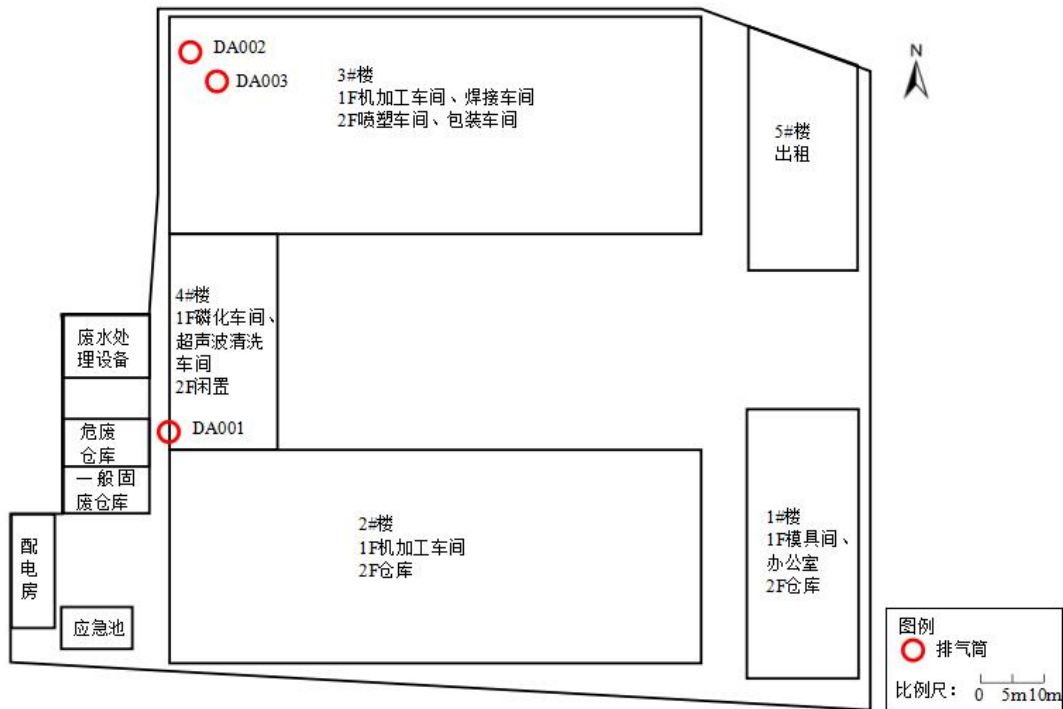 DA002
DA003
3#楼
1F机加工车间、焊接车间
2F喷塑车间、包装车间
N
5#楼
出租
4#楼
1F磷化车间、
超声波清洗
车间
2F闲置
废水处
理设备
危废
仓库
一般固
废仓库
DA001
配
电
房
应急池
2#楼
1F机加工车间
2F仓库
1#楼
1F模具间、
办公室
2F仓库
图例
排气筒
比例尺: 0 5m10m